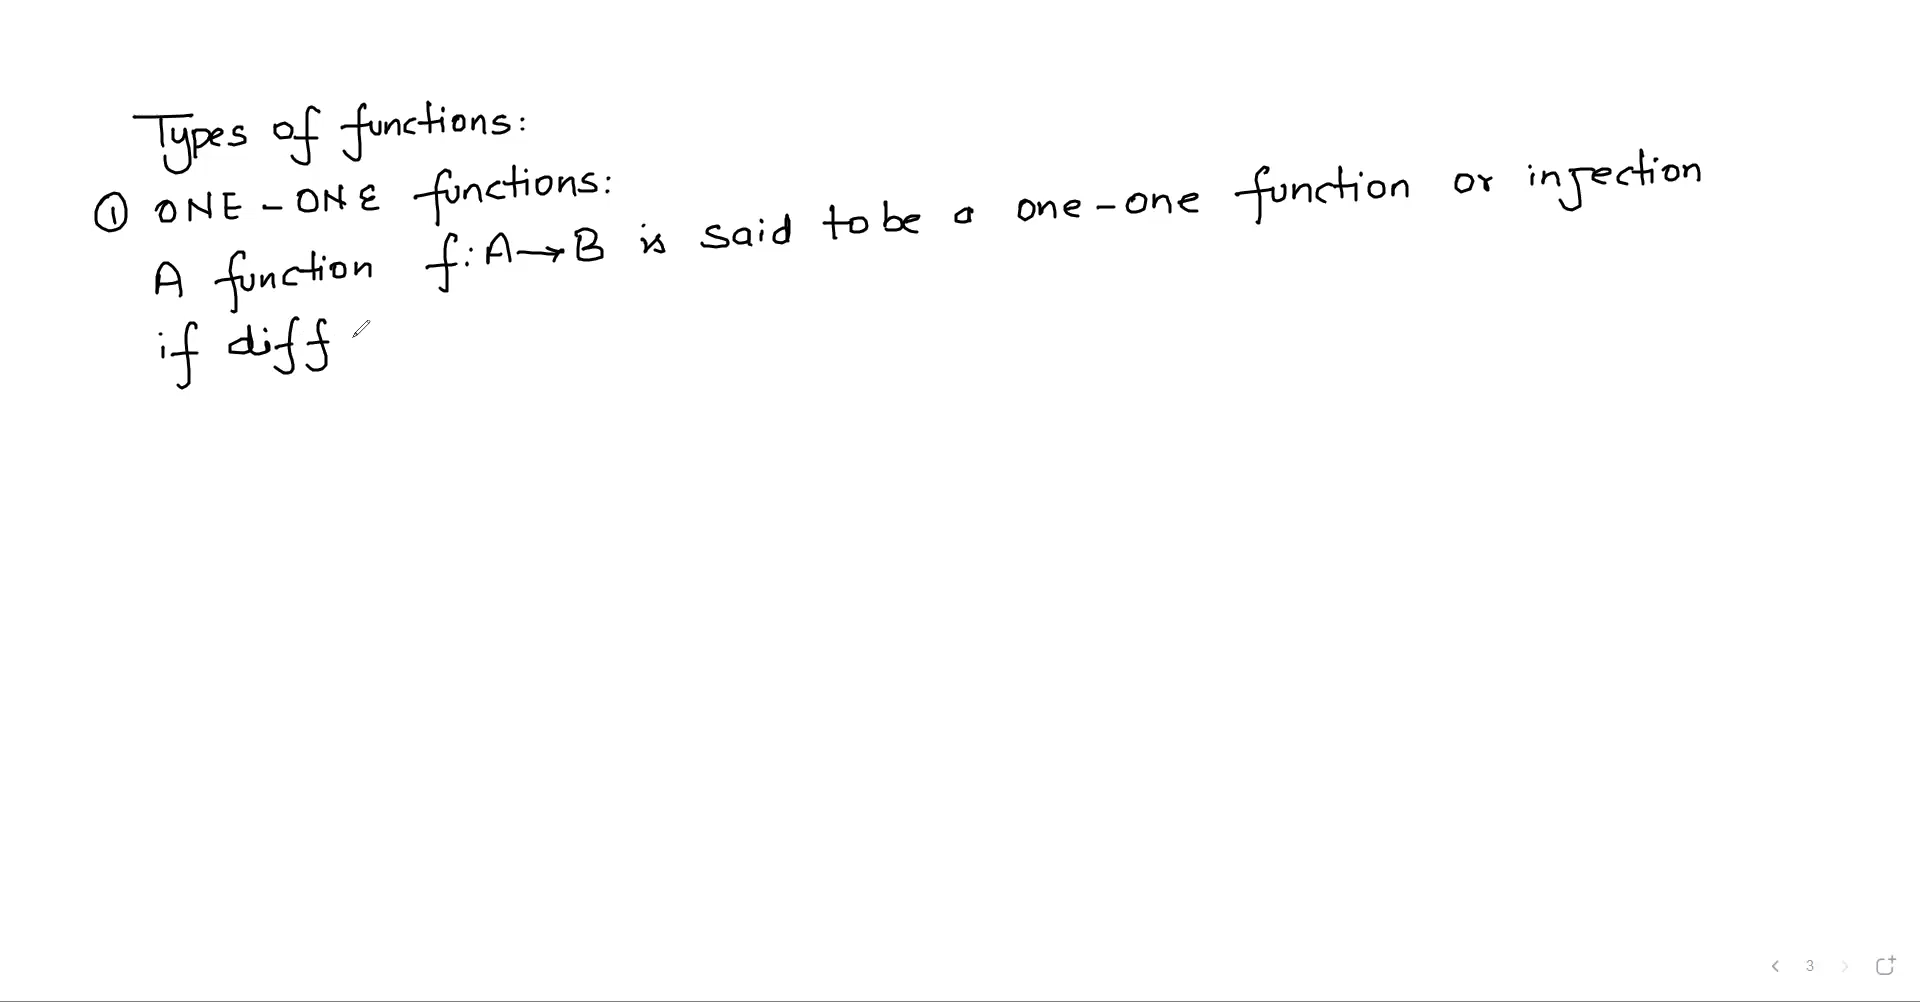 Types of functions:
① ONE - ONE functions:
A function f: A→B is said to be a one-one function or injection
if diff
3